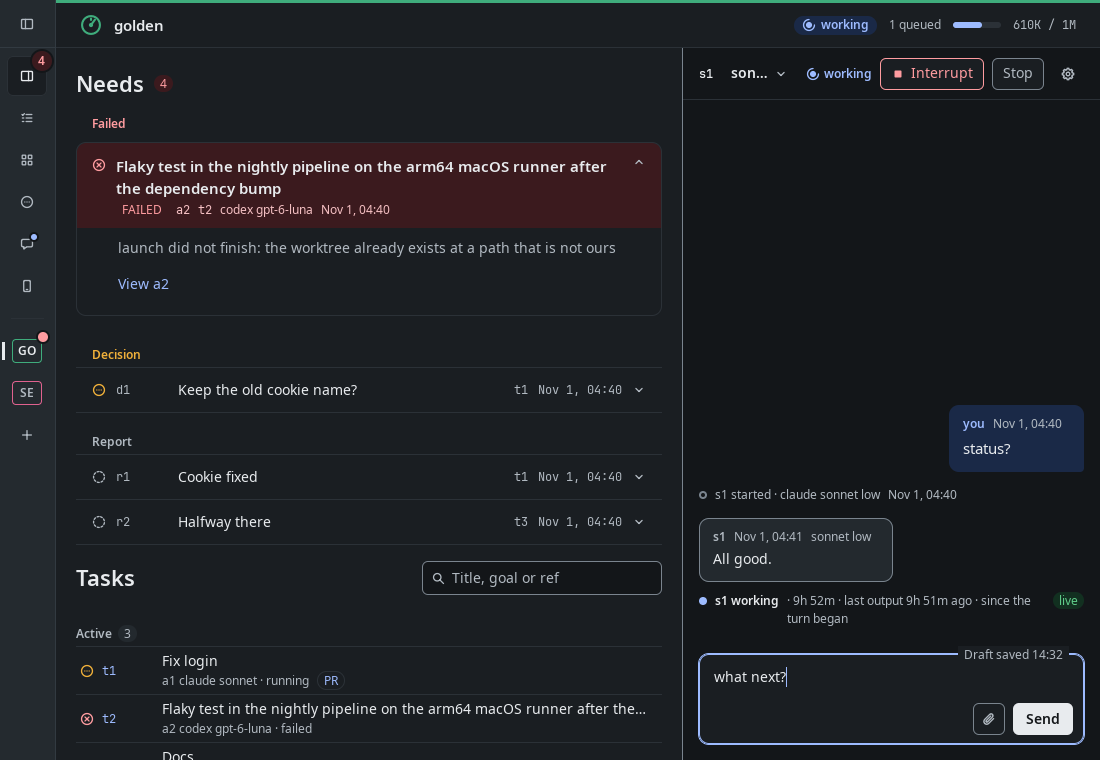 golden
working
1 queued
610K / 1M
4
GO
SE
Needs 4
Failed
Flaky test in the nightly pipeline on the arm64 macOS runner after
the dependency bump
FAILED a2 t2 codex gpt-6-luna Nov 1, 04:40
launch did not finish: the worktree already exists at a path that is not ours
View a2
Decision
d1 Keep the old cookie name? t1 Nov 1, 04:40
Report
r1 Cookie fixed t1 Nov 1, 04:40
r2 Halfway there t3 Nov 1, 04:40
Tasks
Title, goal or ref
Active 3
t1 Fix login
a1 claude sonnet · running PR
t2 Flaky test in the nightly pipeline on the arm64 macOS runner after the…
a2 codex gpt-6-luna · failed
Docs
s1 son… working Interrupt Stop
you Nov 1, 04:40
status?
s1 started · claude sonnet low Nov 1, 04:40
s1 Nov 1, 04:41 sonnet low
All good.
s1 working · 9h 52m · last output 9h 51m ago · since the
turn began
live
Draft saved 14:32
what next?
Send